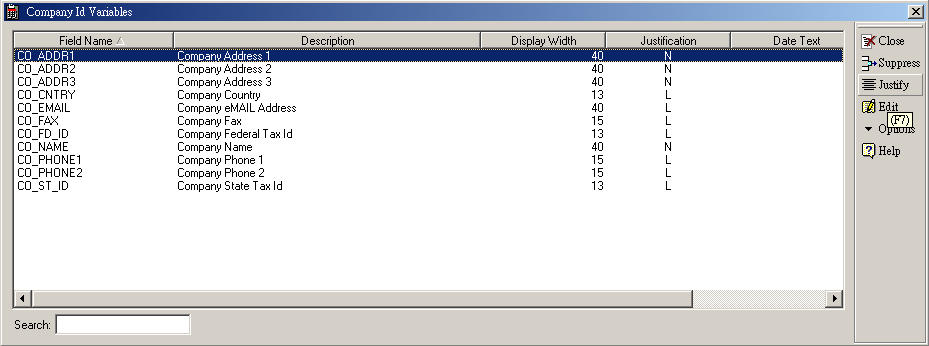 Company Id Variables
Field Name Description Display Width Justification Date Text
CO_ADDR1 Company Address 1 40 N
CO_ADDR2 Company Address 2 40 N
CO_ADDR3 Company Address 3 40 N
CO_CNTRY Company Country 13 L
CO_EMAIL Company eMAIL Address 40 L
CO_FAX Company Fax 15 L
CO_FD_ID Company Federal Tax Id 13 L
CO_NAME Company Name 40 N
CO_PHONE1 Company Phone 1 15 L
CO_PHONE2 Company Phone 2 15 L
CO_ST_ID Company State Tax Id 13 L
Search:
Close
Suppress
Justify
Edit
(F7)
Options
Help